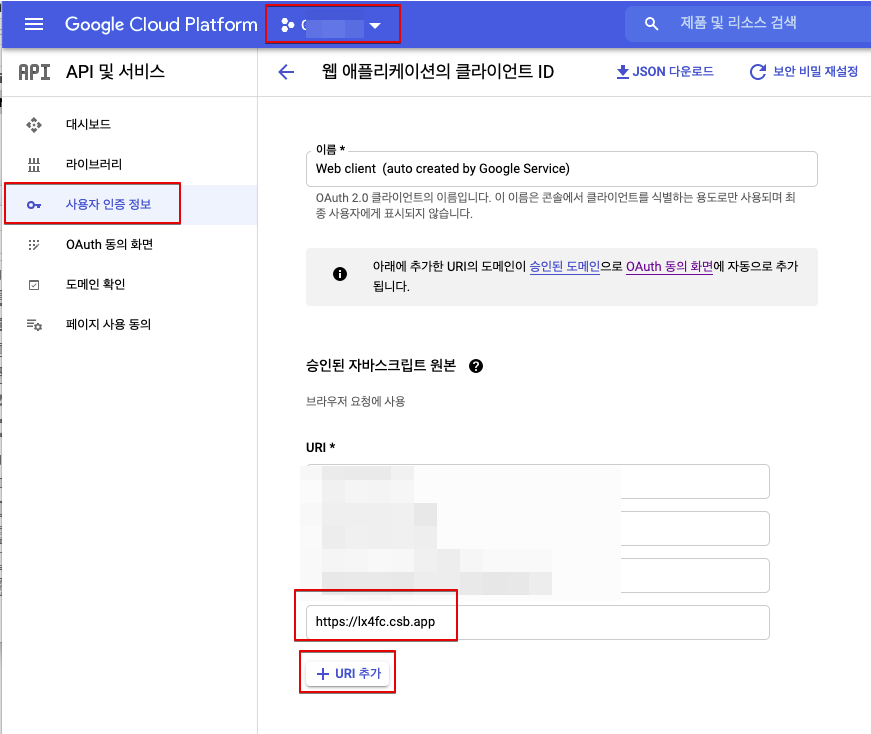 Google Cloud Platform
제품 및 리소스 검색
API API 및 서비스
웹 애플리케이션의 클라이언트 ID
JSON 다운로드
보안 비밀 재설정
대시보드
라이브러리
사용자 인증 정보
OAuth 동의 화면
도메인 확인
페이지 사용 동의
이름 *
Web client (auto created by Google Service)
OAuth 2.0 클라이언트의 이름입니다. 이 이름은 콘솔에서 클라이언트를 식별하는 용도로만 사용되며 최
종 사용자에게 표시되지 않습니다.
아래에 추가한 URI의 도메인이 승인된 도메인으로 OAuth 동의 화면에 자동으로 추가
됩니다.
승인된 자바스크립트 원본
브라우저 요청에 사용
URI *
https://lx4fc.csb.app
URI 추가